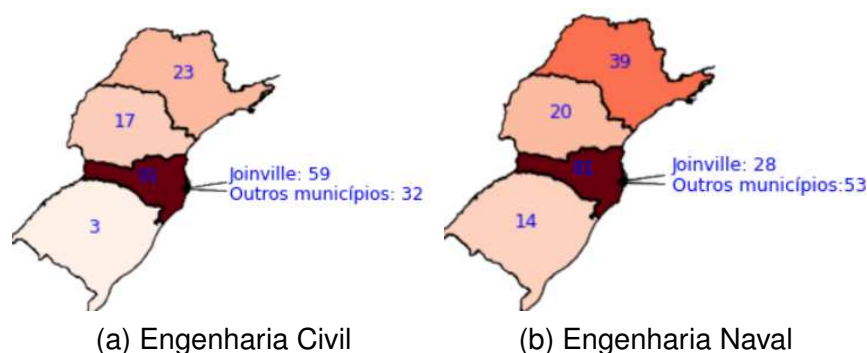 23
17
Joinville: 59
Outros municípios: 32
3
(a) Engenharia Civil
39
20
81
Joinville: 28
Outros municípios:53
14
(b) Engenharia Naval